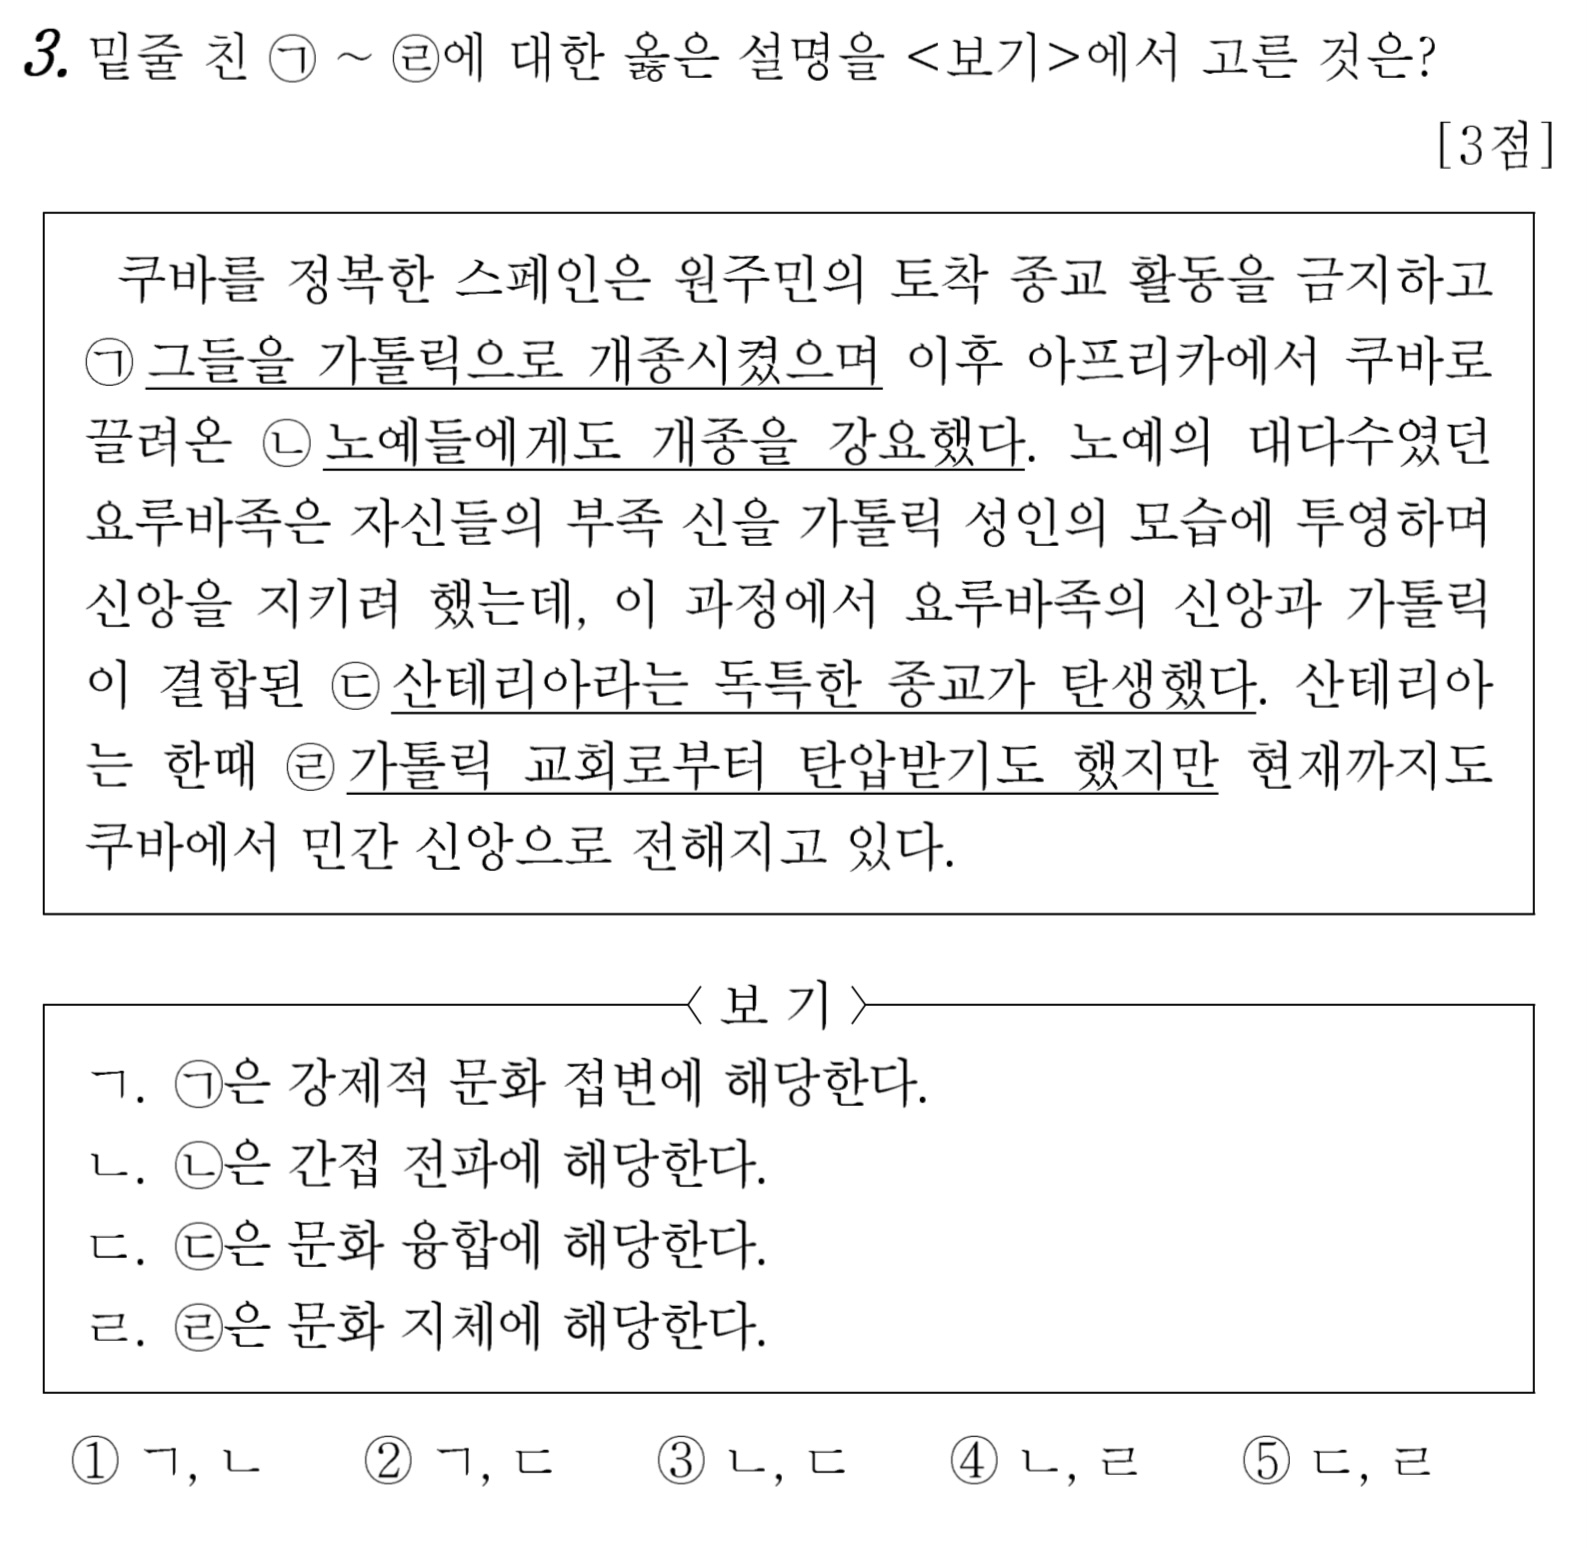 3. 밑줄 친 ㉠ ~ ㉣에 대한 옳은 설명을 <보기>에서 고른 것은?
[3점]
쿠바를 정복한 스페인은 원주민의 토착 종교 활동을 금지하고
㉠ 그들을 가톨릭으로 개종시켰으며 이후 아프리카에서 쿠바로
끌려온 ㉡ 노예들에게도 개종을 강요했다. 노예의 대다수였던
요루바족은 자신들의 부족 신을 가톨릭 성인의 모습에 투영하며
신앙을 지키려 했는데, 이 과정에서 요루바족의 신앙과 가톨릭
이 결합된 ㉢ 산테리아라는 독특한 종교가 탄생했다. 산테리아
는 한때 ㉣ 가톨릭 교회로부터 탄압받기도 했지만 현재까지도
쿠바에서 민간 신앙으로 전해지고 있다.
〈 보 기 〉
ㄱ. ㉠은 강제적 문화 접변에 해당한다.
ㄴ. ㉡은 간접 전파에 해당한다.
ㄷ. ㉢은 문화 융합에 해당한다.
ㄹ. ㉣은 문화 지체에 해당한다.
① ㄱ, ㄴ ② ㄱ, ㄷ ③ ㄴ, ㄷ ④ ㄴ, ㄹ ⑤ ㄷ, ㄹ